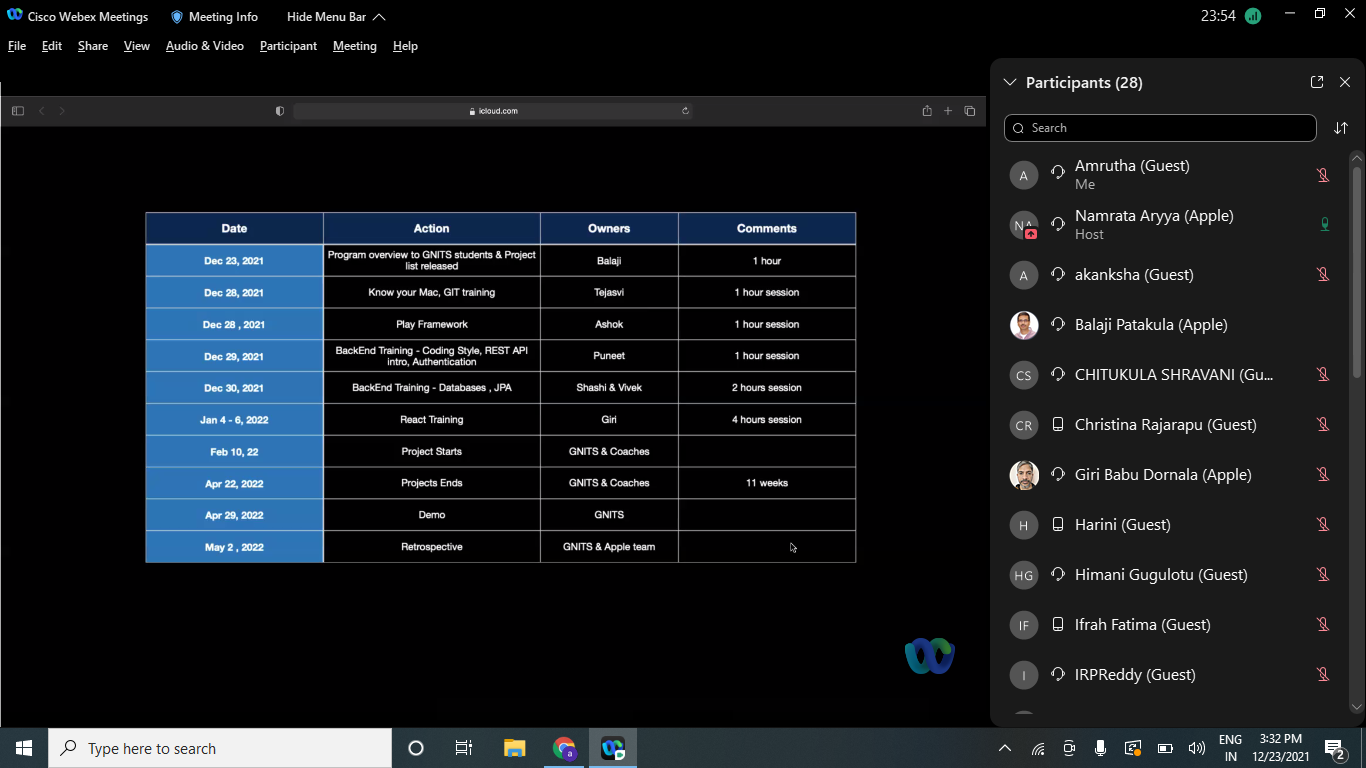 Cisco Webex Meetings
Meeting Info
Hide Menu Bar
23:54
File Edit Share View Audio & Video Participant Meeting Help
Participants (28)
icloud.com
Search
Date Action Owners Comments
Dec 23, 2021 Program overview to GNITS students & Project
list released Balaji 1 hour
Dec 28, 2021 Know your Mac, GIT training Tejasvi 1 hour session
Dec 28 , 2021 Play Framework Ashok 1 hour session
Dec 29, 2021 BackEnd Training - Coding Style, REST API
intro, Authentication Puneet 1 hour session
Dec 30, 2021 BackEnd Training - Databases , JPA Shashi & Vivek 2 hours session
Jan 4 - 6, 2022 React Training Giri 4 hours session
Feb 10, 22 Project Starts GNITS & Coaches
Apr 22, 2022 Projects Ends GNITS & Coaches 11 weeks
Apr 29, 2022 Demo GNITS
May 2 , 2022 Retrospective GNITS & Apple team
A Amrutha (Guest)
Me
NA Namrata Aryya (Apple)
Host
A akanksha (Guest)
Balaji Patakula (Apple)
CS CHITUKULA SHRAVANI (Gu...
CR Christina Rajarapu (Guest)
Giri Babu Dornala (Apple)
H Harini (Guest)
HG Himani Gugulotu (Guest)
IF Ifrah Fatima (Guest)
I IRPReddy (Guest)
Type here to search
a
ENG
IN
3:32 PM
12/23/2021
2